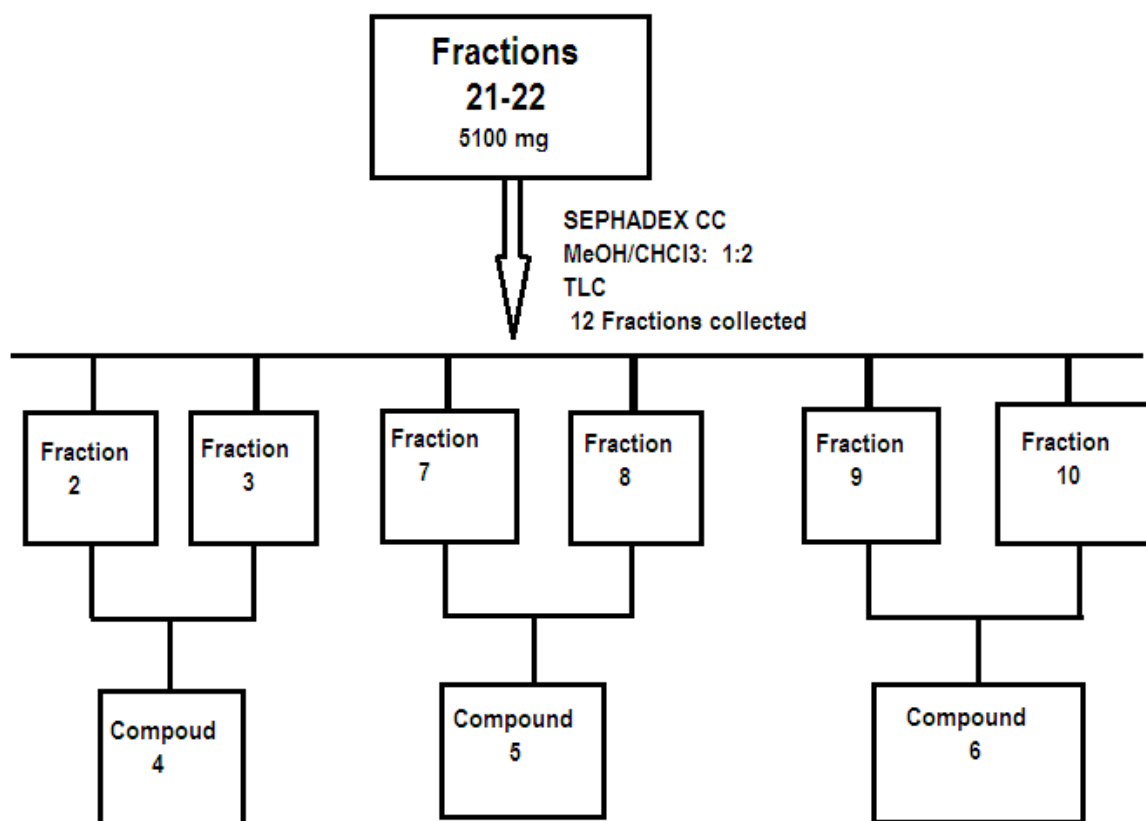 Fractions
21-22
5100 mg
SEPHADEX CC
MeOH/CHCl3: 1:2
TLC
12 Fractions collected
Fraction
2
Fraction
3
Fraction
7
Fraction
8
Fraction
9
Fraction
10
Compoud
4
Compound
5
Compound
6